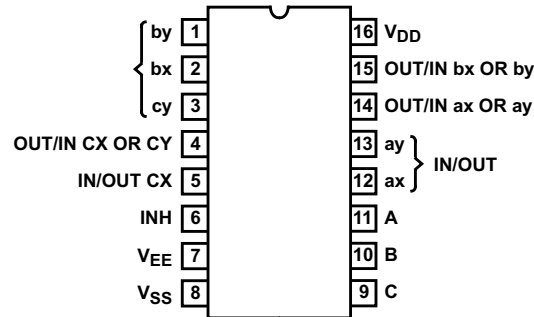 by 1
bx 2
cy 3
OUT/IN CX OR CY 4
IN/OUT CX 5
INH 6
VEE 7
VSS 8
16 VDD
15 OUT/IN bx OR by
14 OUT/IN ax OR ay
13 ay
12 ax
IN/OUT
11 A
10 B
9 C